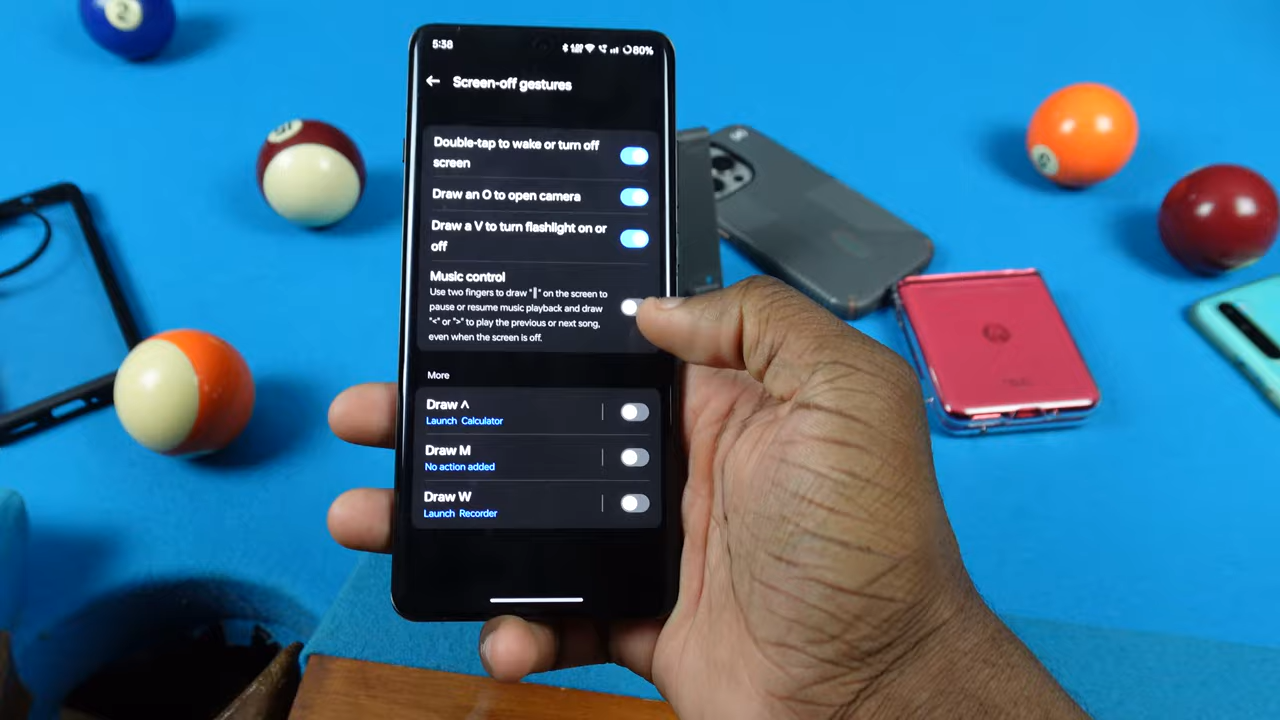 2
5:38
80%
Screen-off gestures
Double-tap to wake or turn off
screen
Draw an O to open camera
Draw a V to turn flashlight on or
off
Music control
Use two fingers to draw "||" on the screen to
pause or resume music playback and draw
"<" or ">" to play the previous or next song,
even when the screen is off.
More
Draw ^
Launch Calculator
Draw M
No action added
Draw W
Launch Recorder